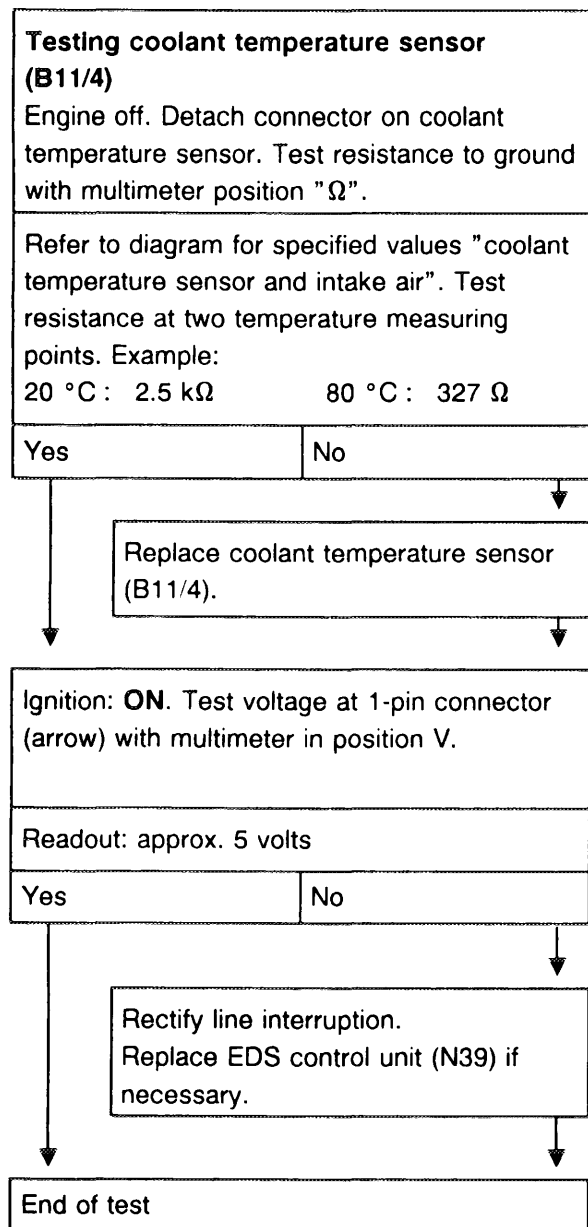 Testing coolant temperature sensor
(B11/4)
Engine off. Detach connector on coolant
temperature sensor. Test resistance to ground
with multimeter position "Ω".
Refer to diagram for specified values "coolant
temperature sensor and intake air". Test
resistance at two temperature measuring
points. Example:
20 °C : 2.5 kΩ 80 °C : 327 Ω
Yes No
Replace coolant temperature sensor
(B11/4).
Ignition: ON. Test voltage at 1-pin connector
(arrow) with multimeter in position V.
Readout: approx. 5 volts
Yes No
Rectify line interruption.
Replace EDS control unit (N39) if
necessary.
End of test